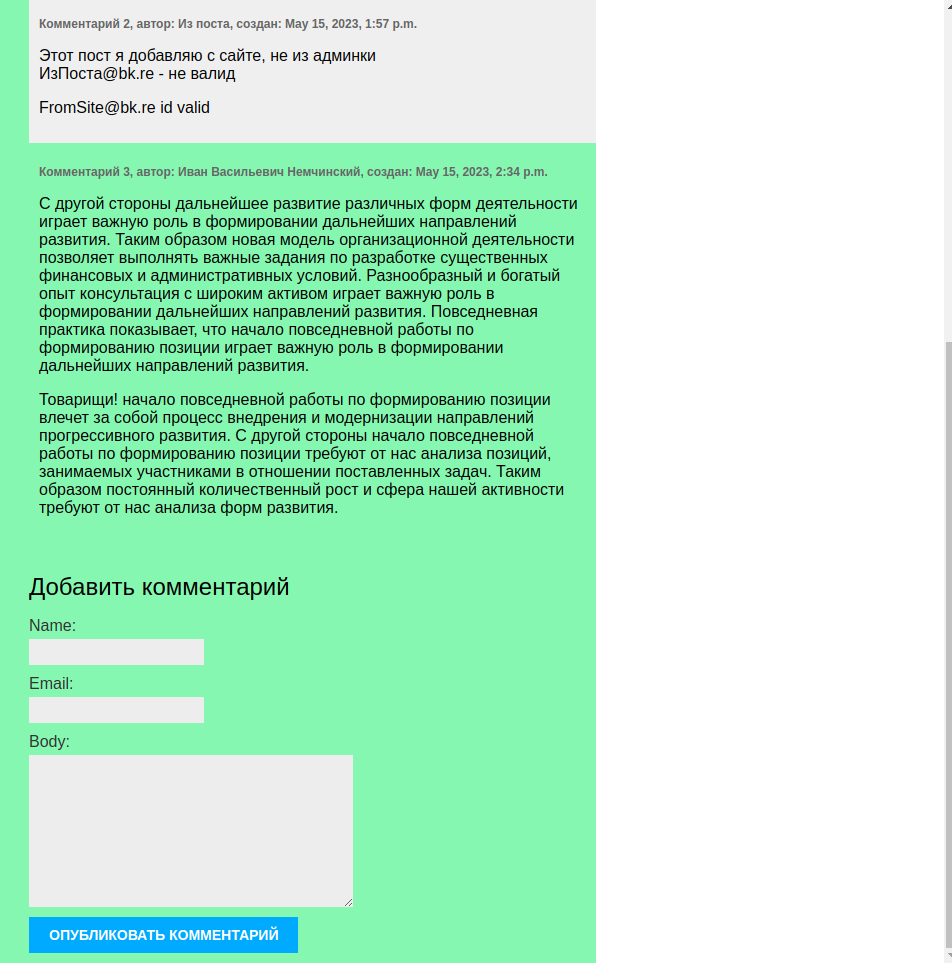 Комментарий 2, автор: Из поста, создан: May 15, 2023, 1:57 p.m.
Этот пост я добавляю с сайте, не из админки
ИзПоста@bk.re - не валид
FromSite@bk.re id valid
Комментарий 3, автор: Иван Васильевич Немчинский, создан: May 15, 2023, 2:34 p.m.
С другой стороны дальнейшее развитие различных форм деятельности
играет важную роль в формировании дальнейших направлений
развития. Таким образом новая модель организационной деятельности
позволяет выполнять важные задания по разработке существенных
финансовых и административных условий. Разнообразный и богатый
опыт консультация с широким активом играет важную роль в
формировании дальнейших направлений развития. Повседневная
практика показывает, что начало повседневной работы по
формированию позиции играет важную роль в формировании
дальнейших направлений развития.
Товарищи! начало повседневной работы по формированию позиции
влечет за собой процесс внедрения и модернизации направлений
прогрессивного развития. С другой стороны начало повседневной
работы по формированию позиции требуют от нас анализа позиций,
занимаемых участниками в отношении поставленных задач. Таким
образом постоянный количественный рост и сфера нашей активности
требуют от нас анализа форм развития.
Добавить комментарий
Name:
Email:
Body:
ОПУБЛИКОВАТЬ КОММЕНТАРИЙ